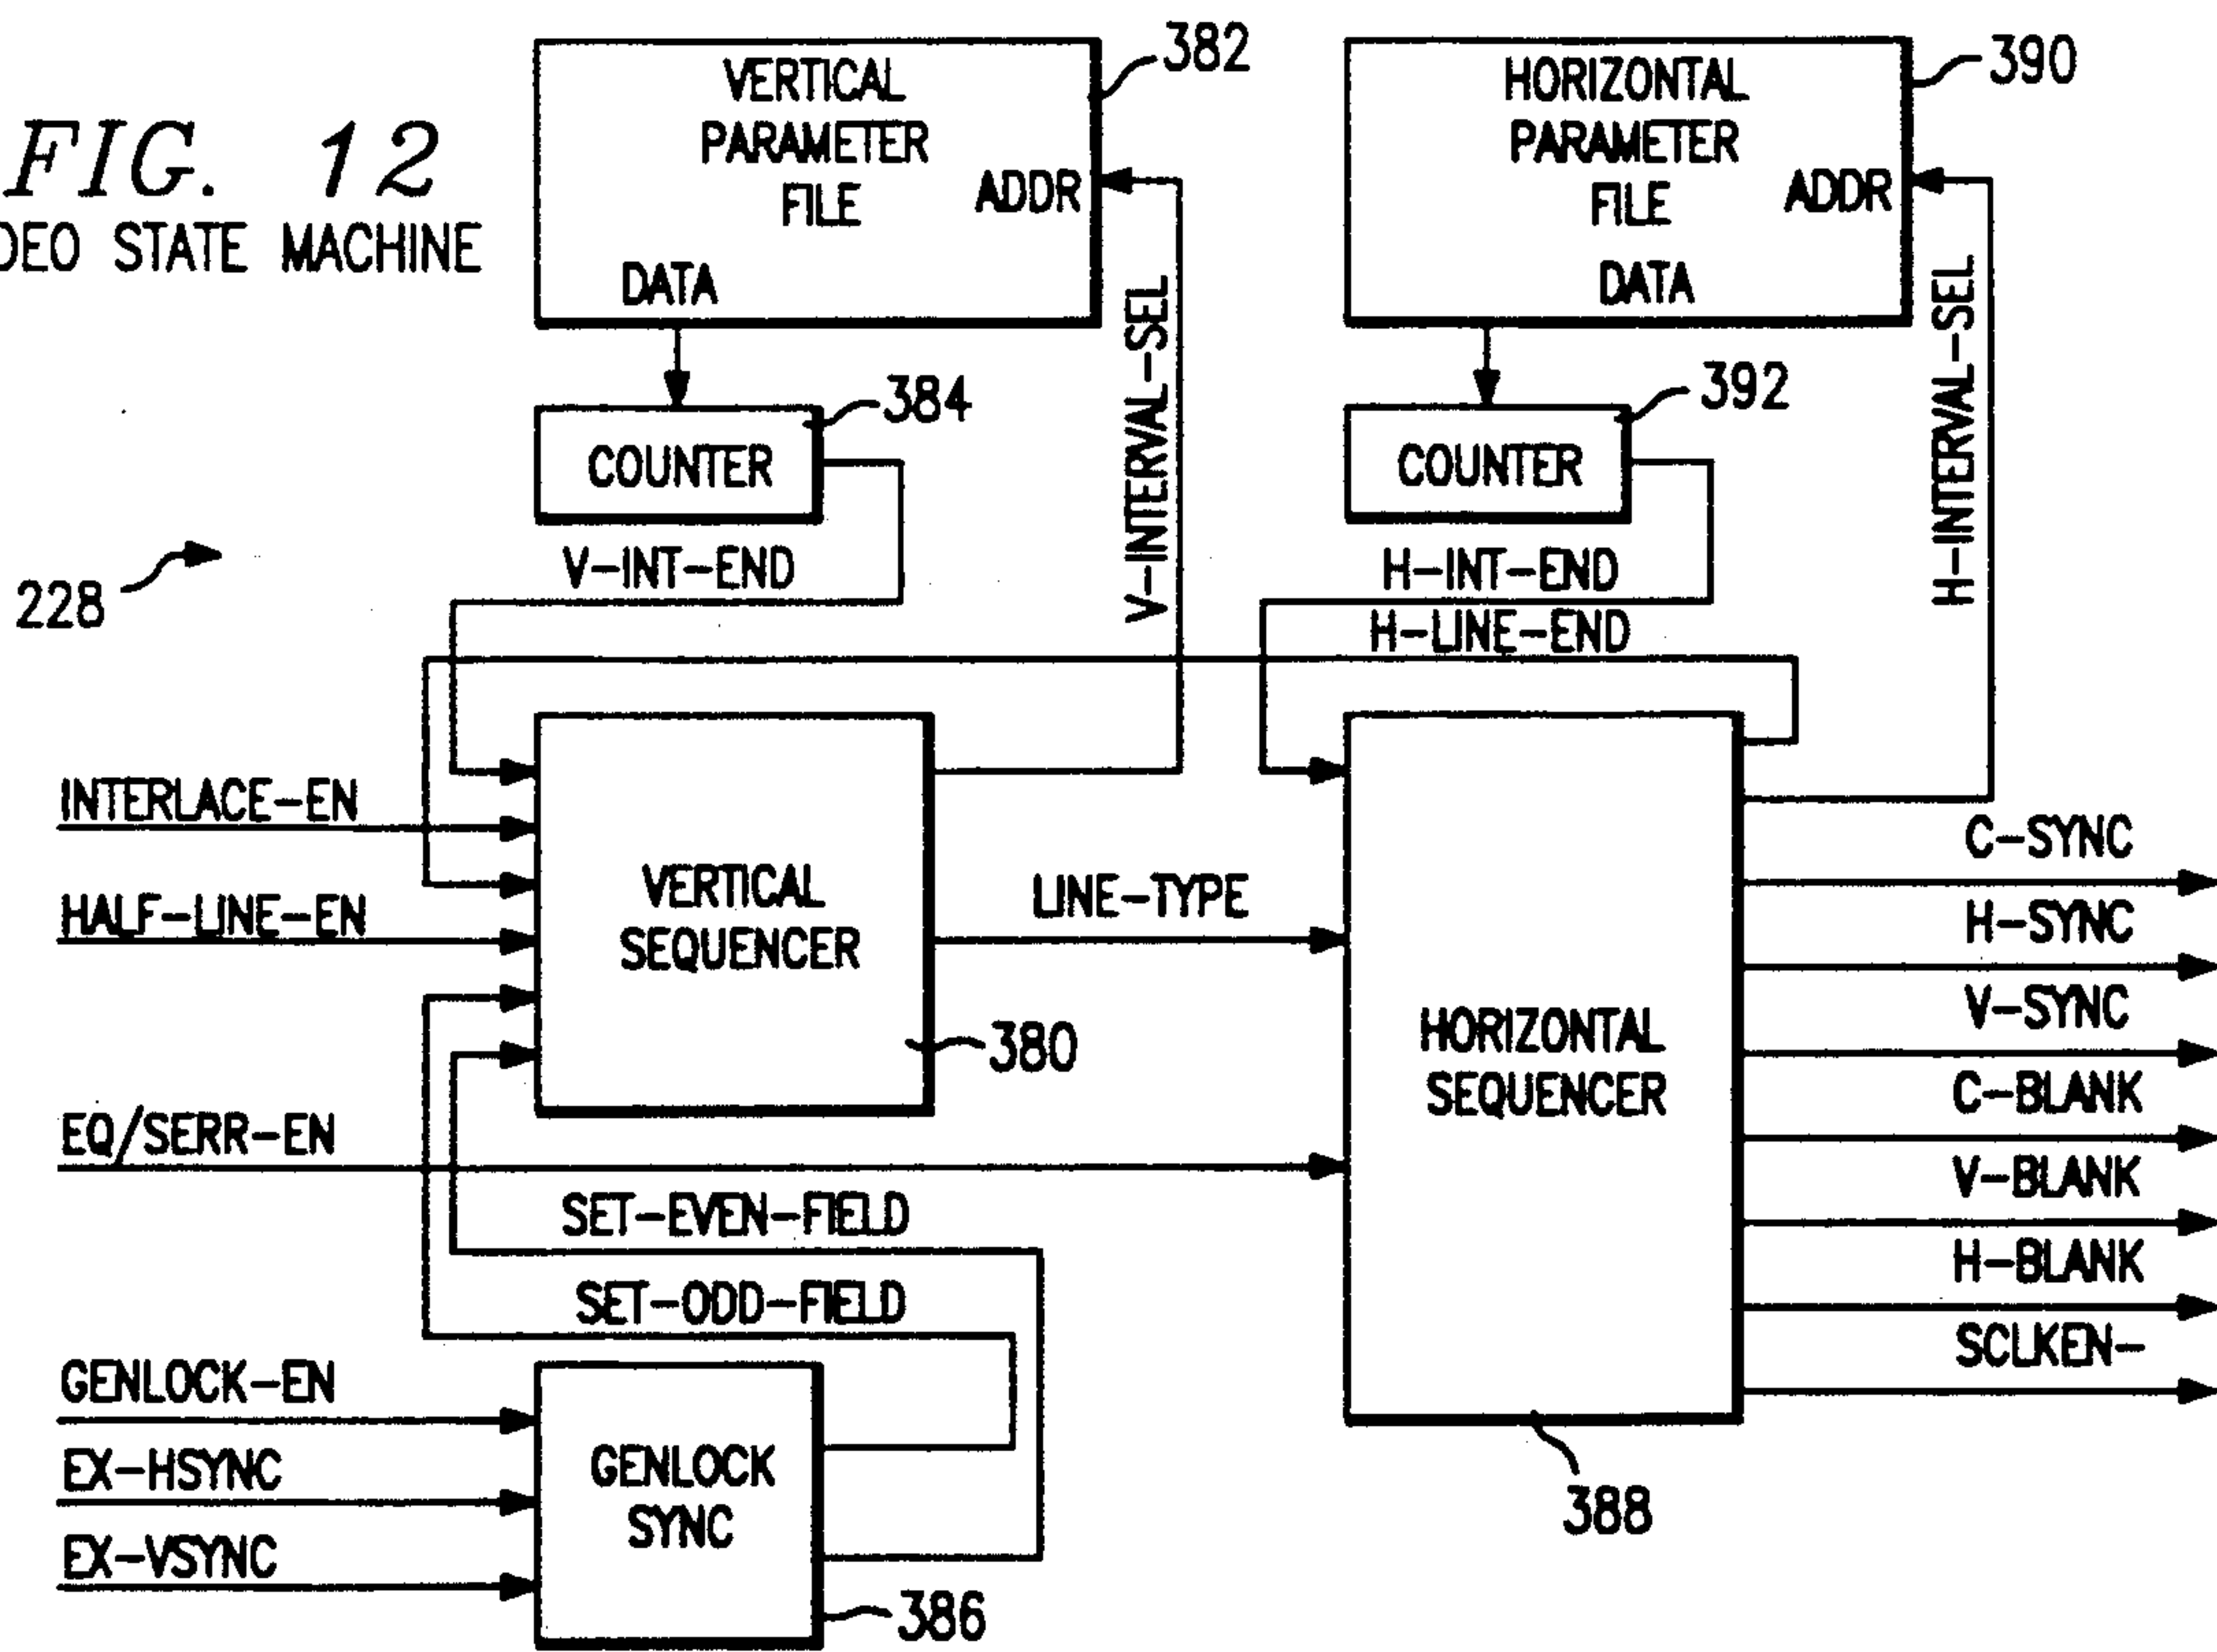 FIG. 12
DEO STATE MACHINE
228
VERTICAL
PARAMETER
FILE
ADDR
DATA
382
HORIZONTAL
PARAMETER
FILE
ADDR
DATA
390
COUNTER
384
COUNTER
392
V-INTERVAL-SEL
H-INTERVAL-SEL
V-INT-END
H-INT-END
H-LINE-END
INTERLACE-EN
HALF-LINE-EN
VERTICAL
SEQUENCER
380
LINE-TYPE
HORIZONTAL
SEQUENCER
388
C-SYNC
H-SYNC
V-SYNC
C-BLANK
V-BLANK
H-BLANK
SCLKEN-
EQ/SERR-EN
SET-EVEN-FIELD
SET-ODD-FIELD
GENLOCK-EN
EX-HSYNC
EX-VSYNC
GENLOCK
SYNC
386